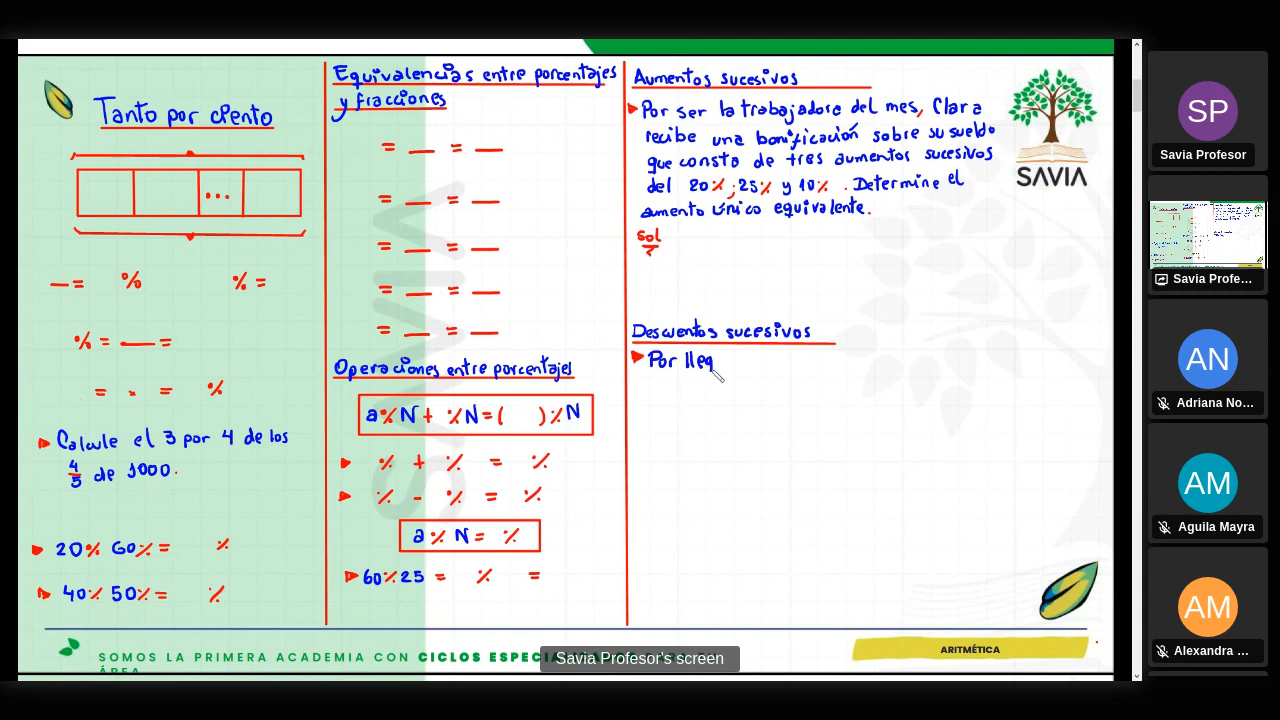 Tanto por ciento
...
— = %
% =
% = — =
= . = %
Calcule el 3 por 4 de los
4/5 de 1000.
20% 60% = %
40% 50% = %
Equivalencias entre porcentajes
y fracciones
= — = —
= — = —
= — = —
= — = —
= — = —
Operaciones entre porcentajes
a%N + %N = ( )%N
% + % = %
% - % = %
a%N = %
60%25 = % =
Aumentos sucesivos
Por ser la trabajadora del mes, Clara
recibe una bonificación sobre su sueldo
que consta de tres aumentos sucesivos
del 20%, 25% y 10%. Determine el
aumento único equivalente.
Sol
Descuentos sucesivos
Por lleg
SAVIA
SAVIA
SOMOS LA PRIMERA ACADEMIA CON CICLOS ESPECI
ÁREA
ARITMÉTICA
Savia Profesor's screen
SP
Savia Profesor
Savia Profe...
AN
Adriana No...
AM
Aguila Mayra
AM
Alexandra ...